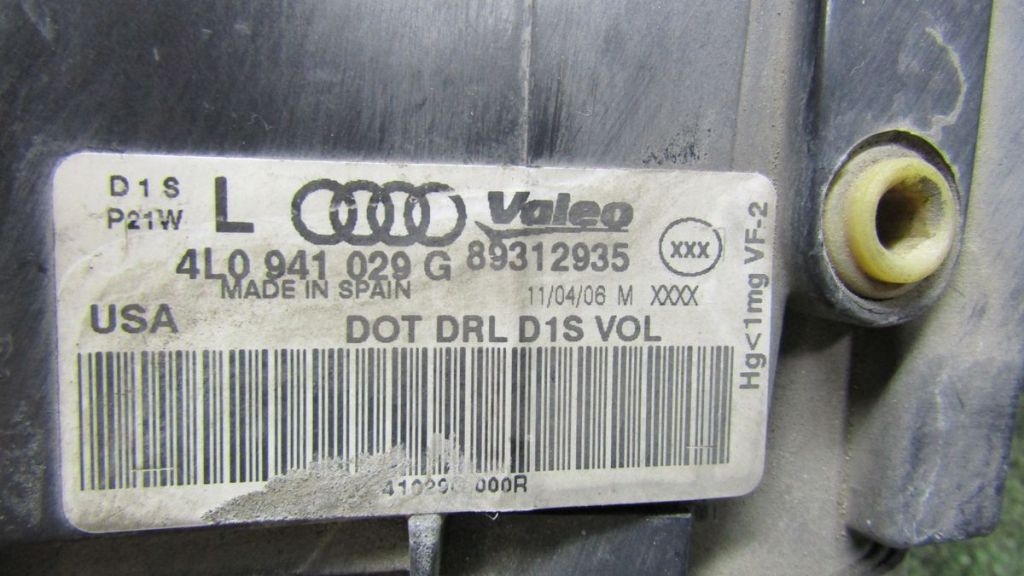 D1S L Valeo
P21W
4L0 941 029 G 89312935 XXX
MADE IN SPAIN 11/04/06 M XXXX
USA DOT DRL D1S VOL
Hg<1mg VF-2
000R